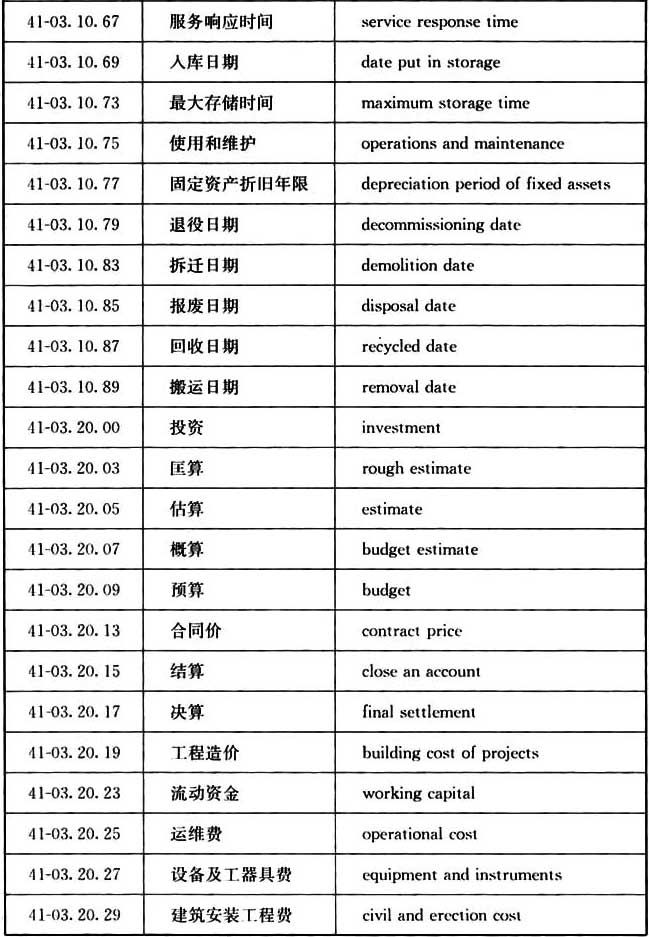 41-03.10.67 服务响应时间 service response time
41-03.10.69 入库日期 date put in storage
41-03.10.73 最大存储时间 maximum storage time
41-03.10.75 使用和维护 operations and maintenance
41-03.10.77 固定资产折旧年限 depreciation period of fixed assets
41-03.10.79 退役日期 decommissioning date
41-03.10.83 拆迁日期 demolition date
41-03.10.85 报废日期 disposal date
41-03.10.87 回收日期 recycled date
41-03.10.89 搬运日期 removal date
41-03.20.00 投资 investment
41-03.20.03 匡算 rough estimate
41-03.20.05 估算 estimate
41-03.20.07 概算 budget estimate
41-03.20.09 预算 budget
41-03.20.13 合同价 contract price
41-03.20.15 结算 close an account
41-03.20.17 决算 final settlement
41-03.20.19 工程造价 building cost of projects
41-03.20.23 流动资金 working capital
41-03.20.25 运维费 operational cost
41-03.20.27 设备及工器具费 equipment and instruments
41-03.20.29 建筑安装工程费 civil and erection cost